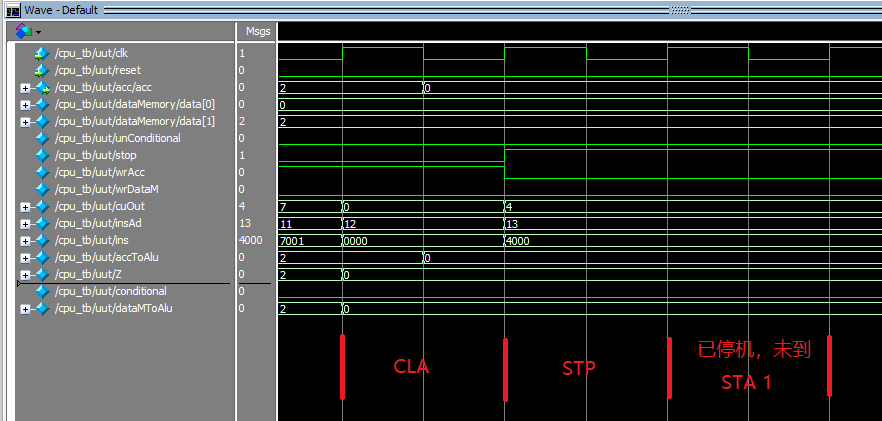 Wave - Default
Msgs
/cpu_tb/uut/clk 1
/cpu_tb/uut/reset 0
/cpu_tb/uut/acc/acc 0 2 0
/cpu_tb/uut/dataMemory/data[0] 0 0
/cpu_tb/uut/dataMemory/data[1] 2 2
/cpu_tb/uut/unConditional 0
/cpu_tb/uut/stop 1
/cpu_tb/uut/wrAcc 0
/cpu_tb/uut/wrDataM 0
/cpu_tb/uut/cuOut 4 7 0 4
/cpu_tb/uut/insAd 13 11 12 13
/cpu_tb/uut/ins 4000 7001 0000 4000
/cpu_tb/uut/accToAlu 0 2 0
/cpu_tb/uut/Z 0 2 0
/cpu_tb/uut/conditional 0
/cpu_tb/uut/dataMToAlu 0 2 0
CLA
STP
已停机，未到
STA 1